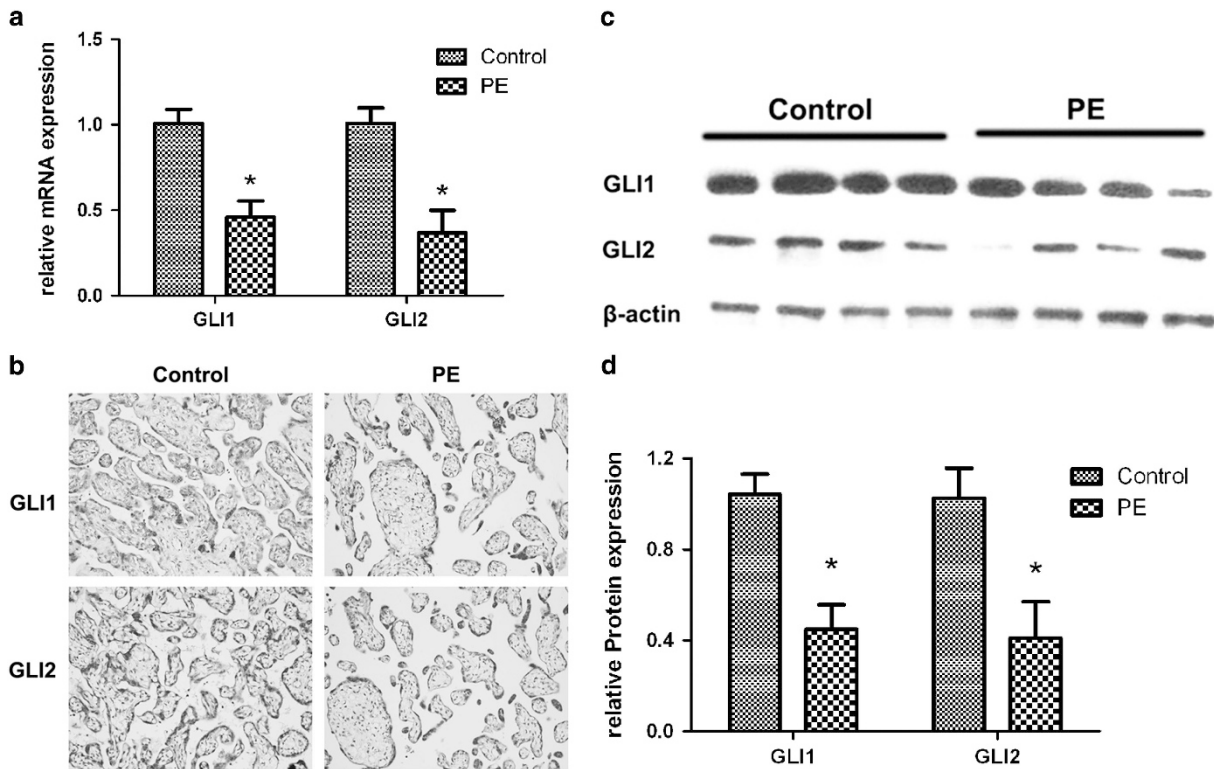 a
relative mRNA expression
1.5
1.0
0.5
0.0
Control
PE
*
*
GLI1
GLI2
b
Control
PE
GLI1
GLI2
c
Control
PE
GLI1
GLI2
β-actin
d
relative Protein expression
1.2
0.8
0.4
0.0
Control
PE
*
*
GLI1
GLI2